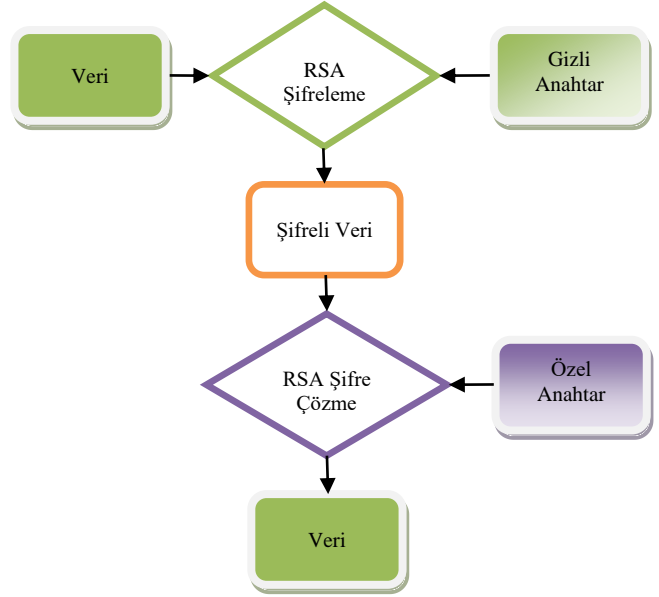 Veri
RSA
Şifreleme
Gizli
Anahtar
Şifreli Veri
RSA Şifre
Çözme
Özel
Anahtar
Veri